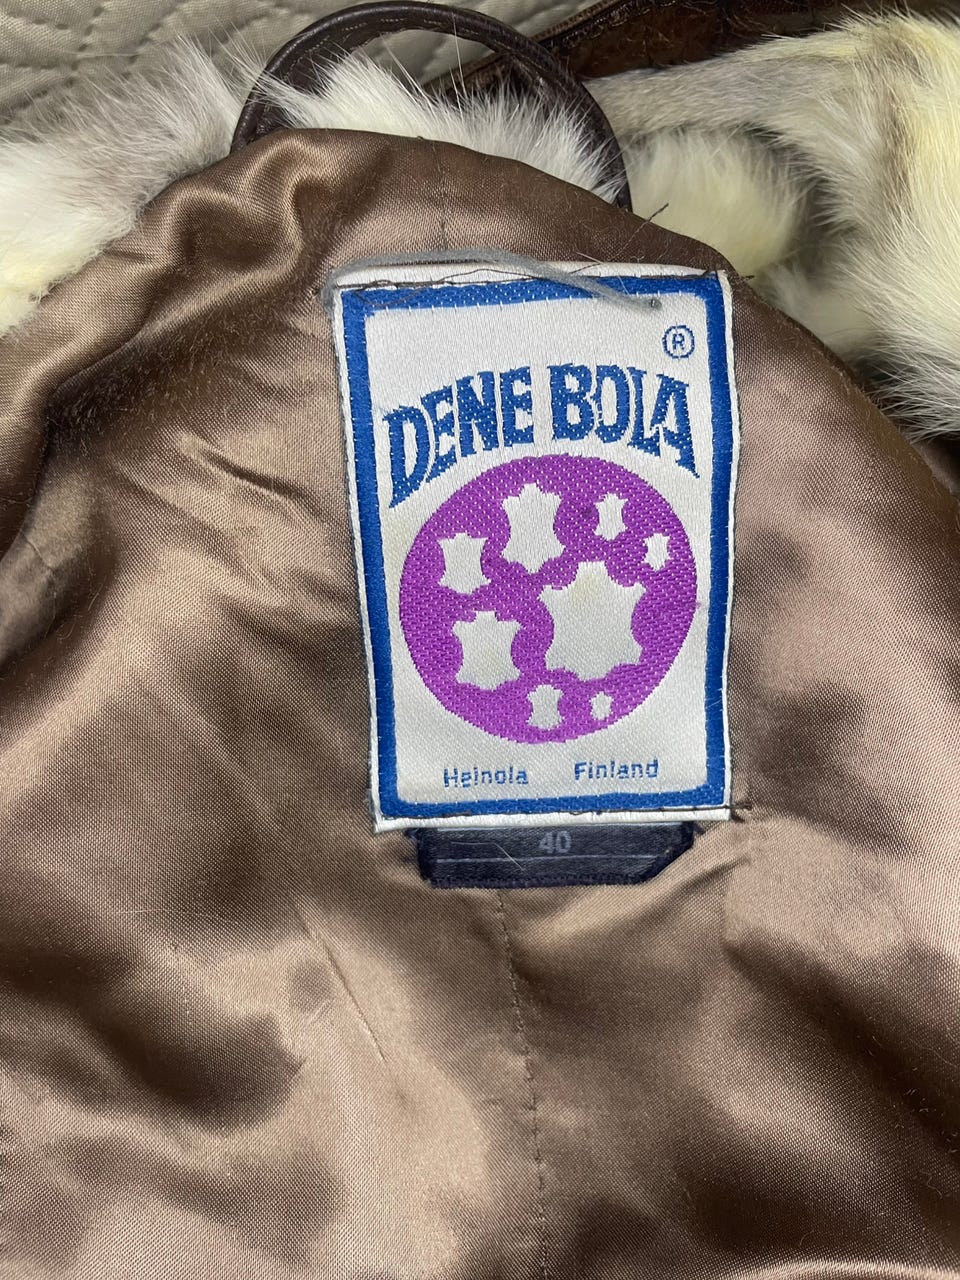 ®
DENE BOLA
Heinola Finland
40